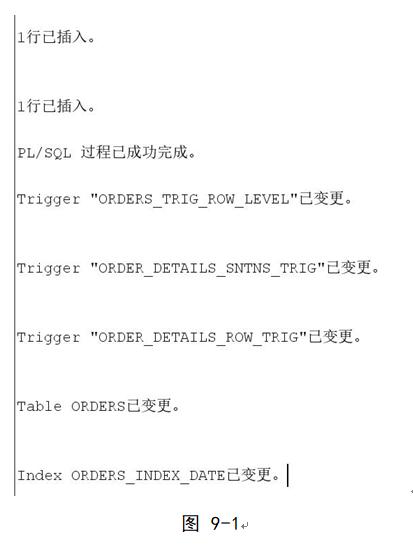 1行已插入。
1行已插入。
PL/SQL 过程已成功完成。
Trigger "ORDERS_TRIG_ROW_LEVEL"已变更。
Trigger "ORDER_DETAILS_SNTNS_TRIG"已变更。
Trigger "ORDER_DETAILS_ROW_TRIG"已变更。
Table ORDERS已变更。
Index ORDERS_INDEX_DATE已变更。
图 9-1